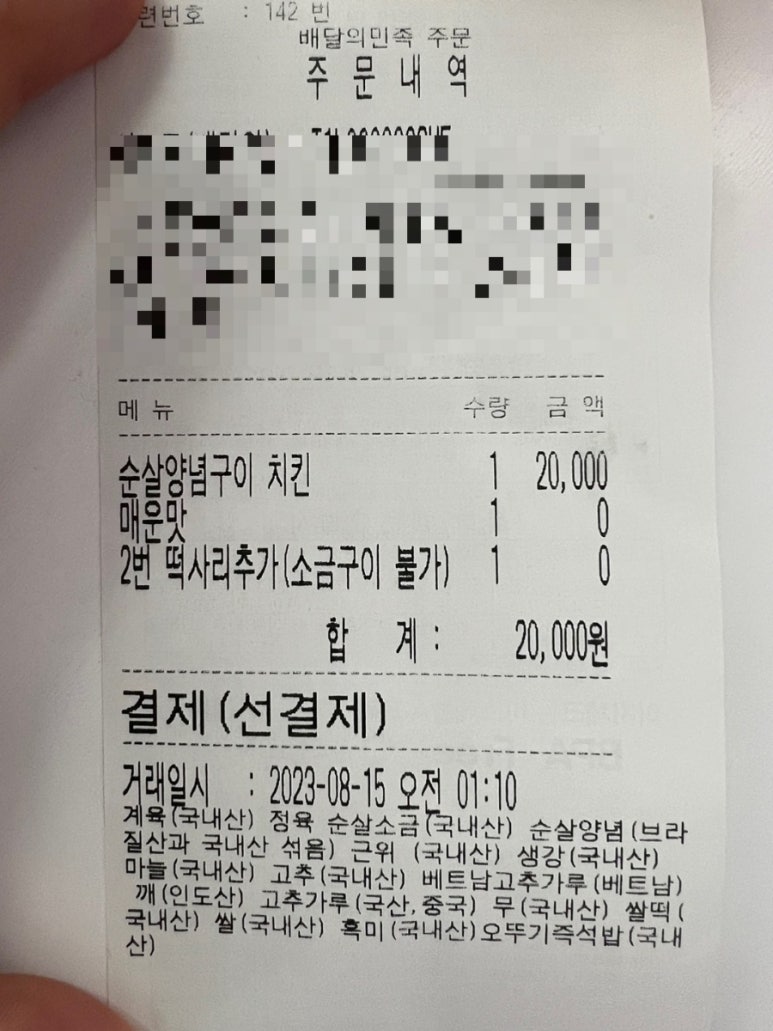 련번호 : 142 번
배달의민족 주문
주 문 내 역
메 뉴 수량 금 액
순살양념구이 치킨 1 20,000
매운맛 1 0
2번 떡사리추가(소금구이 불가) 1 0
합 계 : 20,000원
결제(선결제)
거래일시 : 2023-08-15 오전 01:10
계육(국내산) 정육 순살소금(국내산) 순살양념(브라
질산과 국내산 섞음) 근위 (국내산) 생강(국내산)
마늘(국내산) 고추(국내산) 베트남고추가루(베트남)
깨(인도산) 고추가루(국산,중국) 무(국내산) 쌀떡(
국내산) 쌀(국내산) 흑미(국내산)오뚜기즉석밥(국내
산)